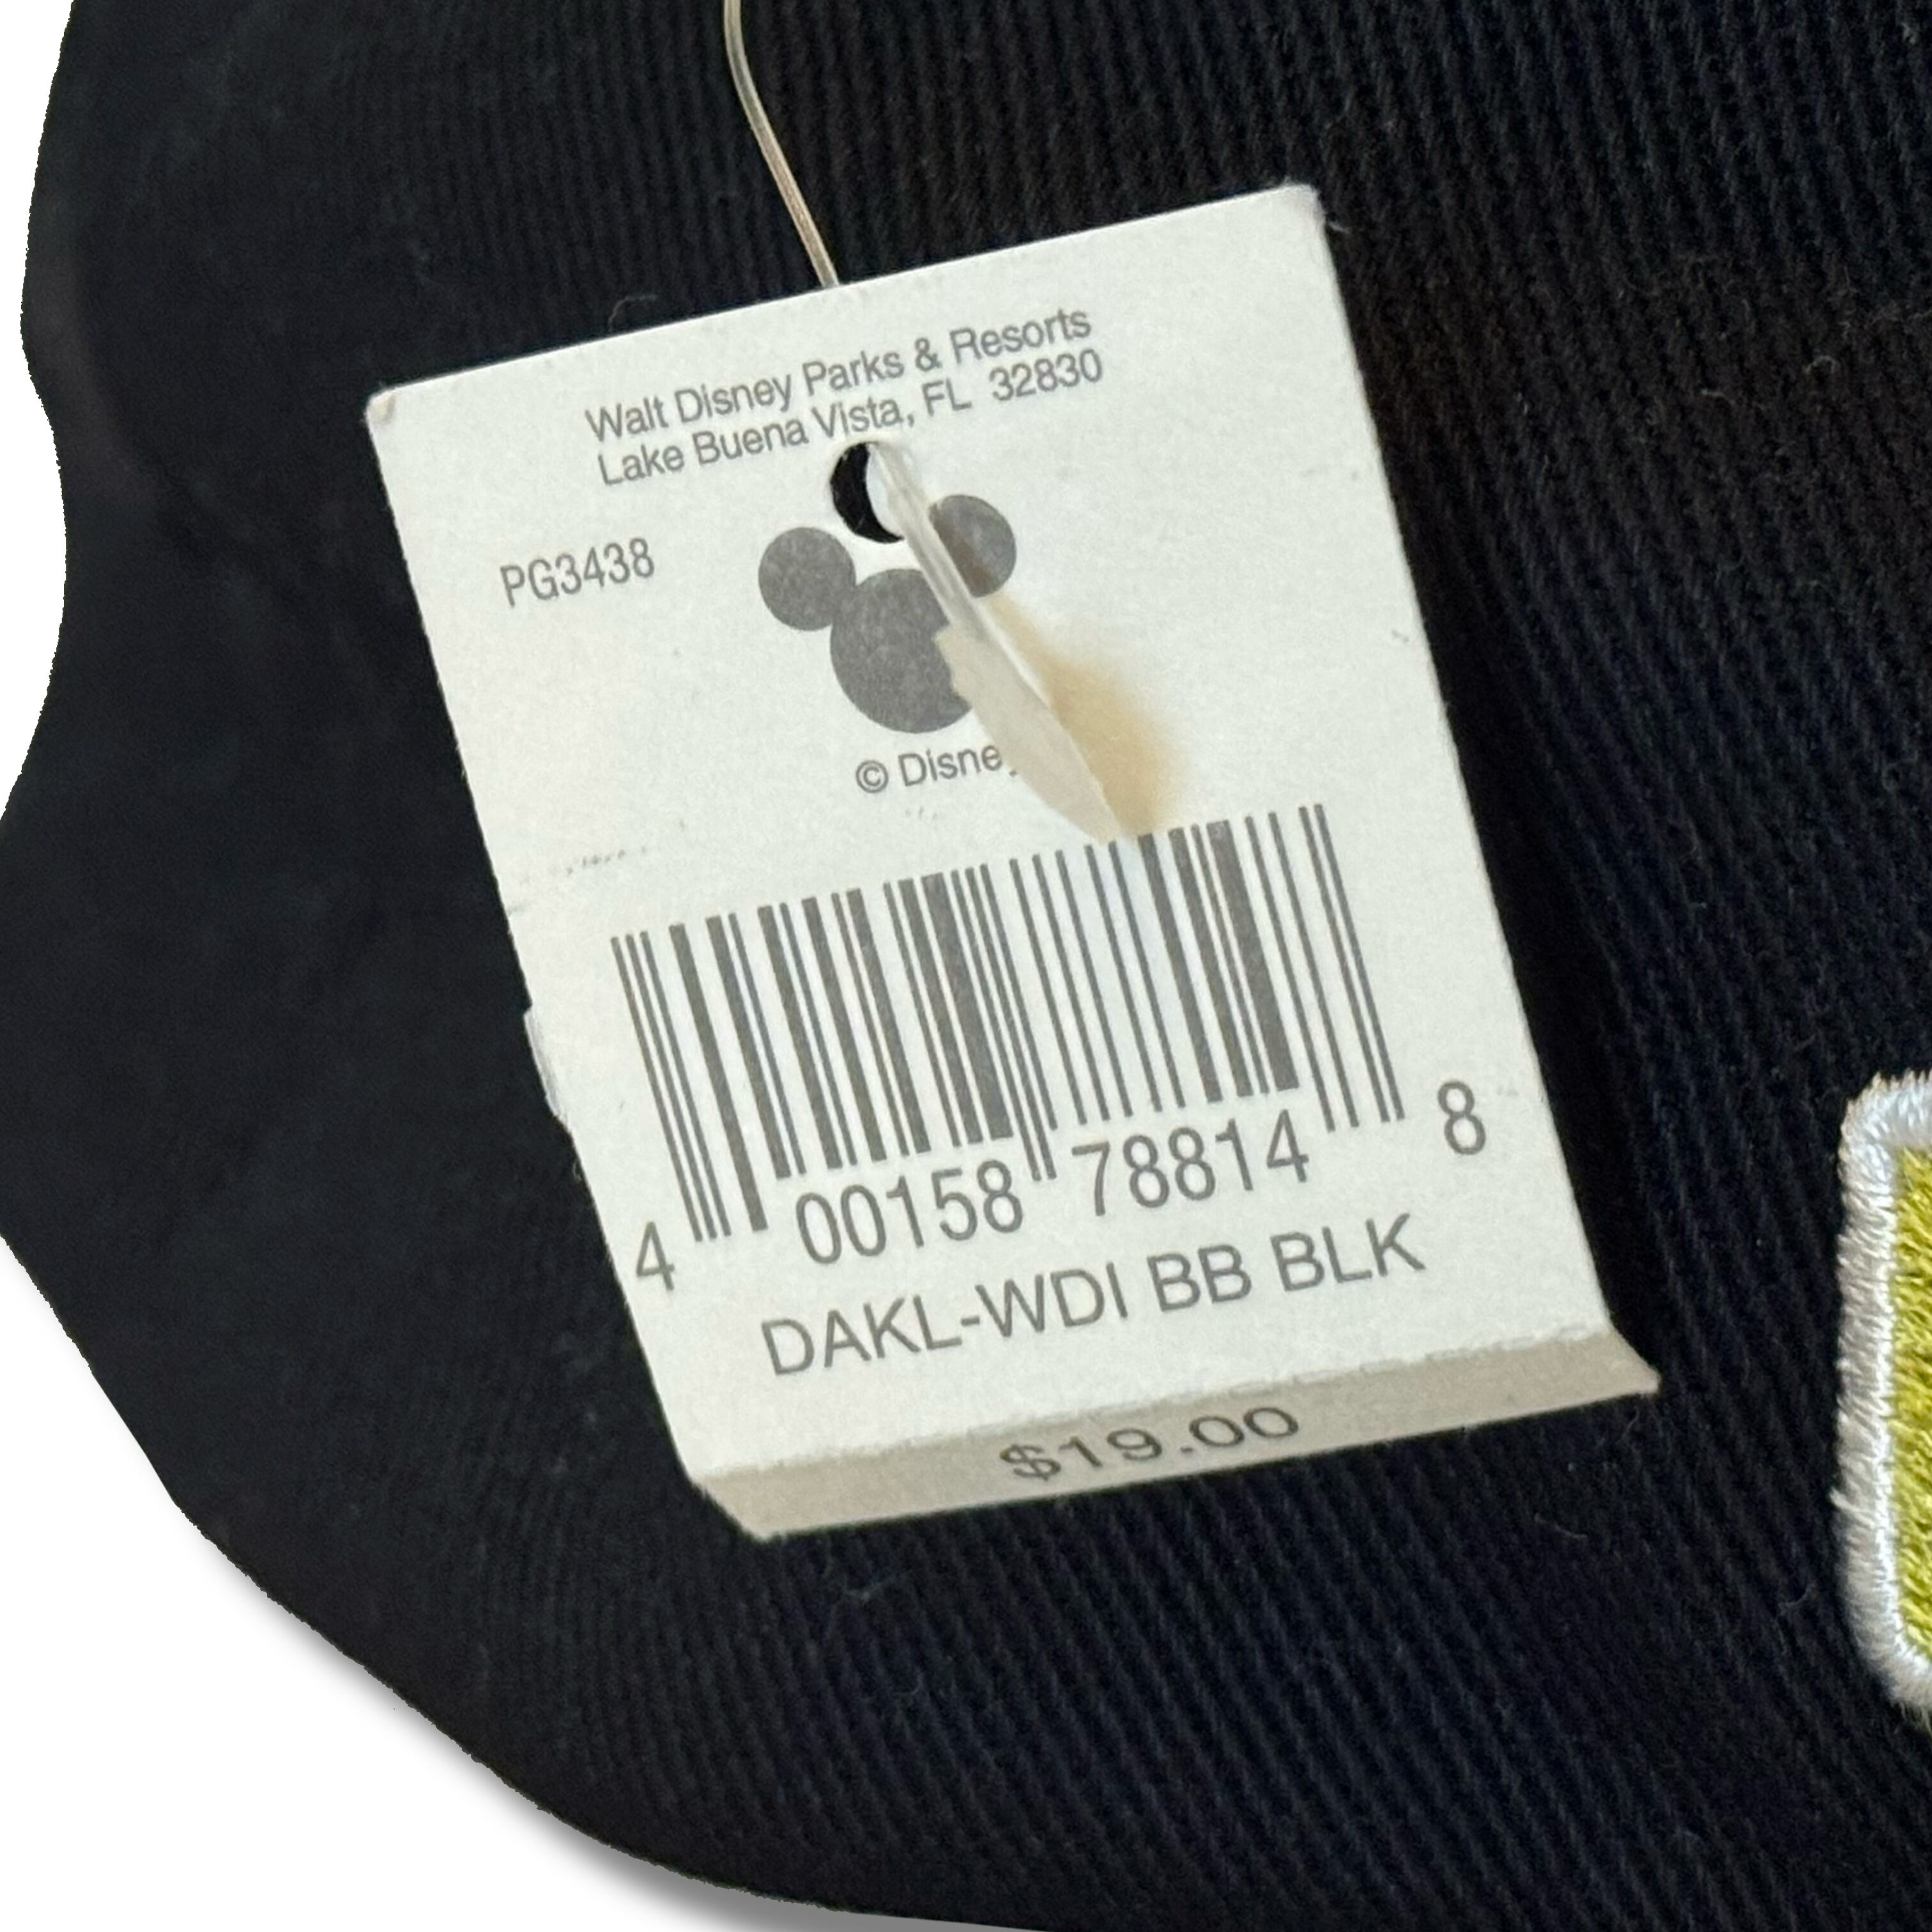 Walt Disney Parks & Resorts
Lake Buena Vista, FL 32830
PG3438
© Disney
4 00158 78814 8
DAKL-WDI BB BLK
$19.00